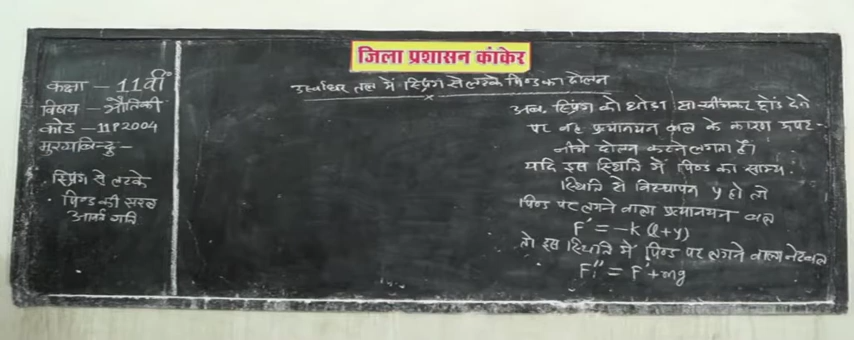 जिला प्रशासन कांकेर
कक्षा - 11वीं
विषय - भौतिकी
कोड - 11P2004
मुख्यबिन्दु -
स्प्रिंग से लटके
पिण्ड की सरल
आवर्त गति
उर्ध्वाधर तल में स्प्रिंग से लटके पिण्ड का दोलन
अब स्प्रिंग को थोड़ा सा खींचकर छोड़ देने
पर वह प्रत्यानयन बल के कारण ऊपर-
नीचे दोलन करने लगता है।
यदि इस स्थिति में पिण्ड का साम्य
स्थिति से विस्थापन y हो तो
पिण्ड पर लगने वाला प्रत्यानयन बल
F' = -k (l+y)
तो इस स्थिति में पिण्ड पर लगने वाला नेट बल
F'' = F' + mg